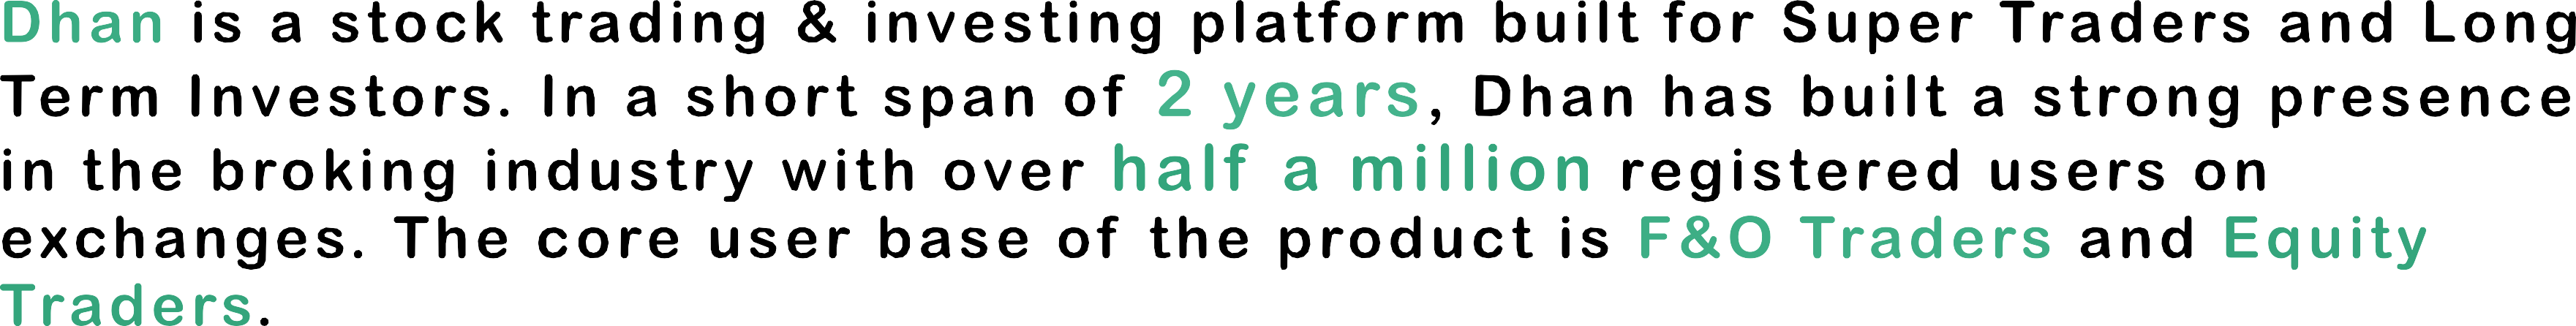 Dhan is a stock trading & investing platform built for Super Traders and Long
Term Investors. In a short span of 2 years, Dhan has built a strong presence
in the broking industry with over half a million registered users on
exchanges. The core user base of the product is F&O Traders and Equity
Traders.